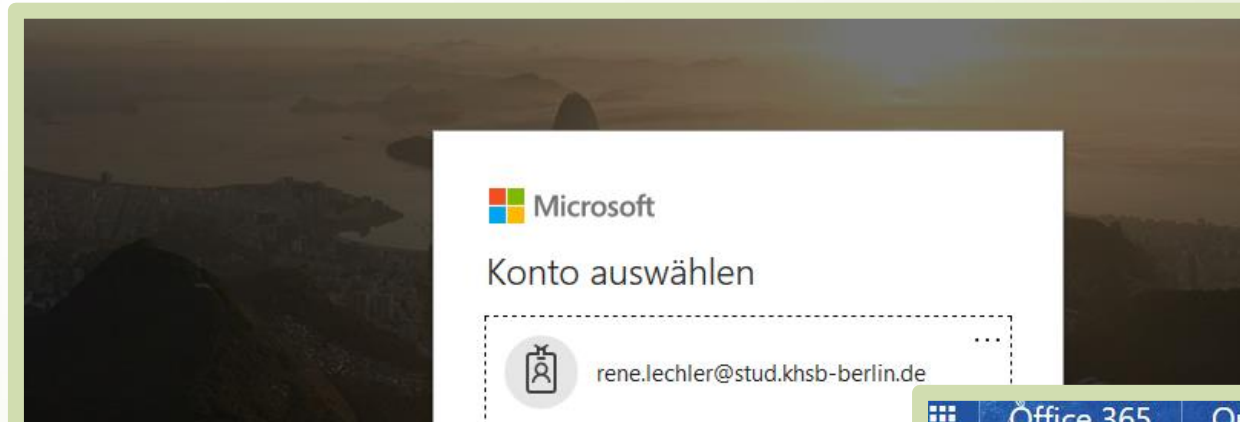 Microsoft
Konto auswählen
...
rene.lechler@stud.khsb-berlin.de
Office 365